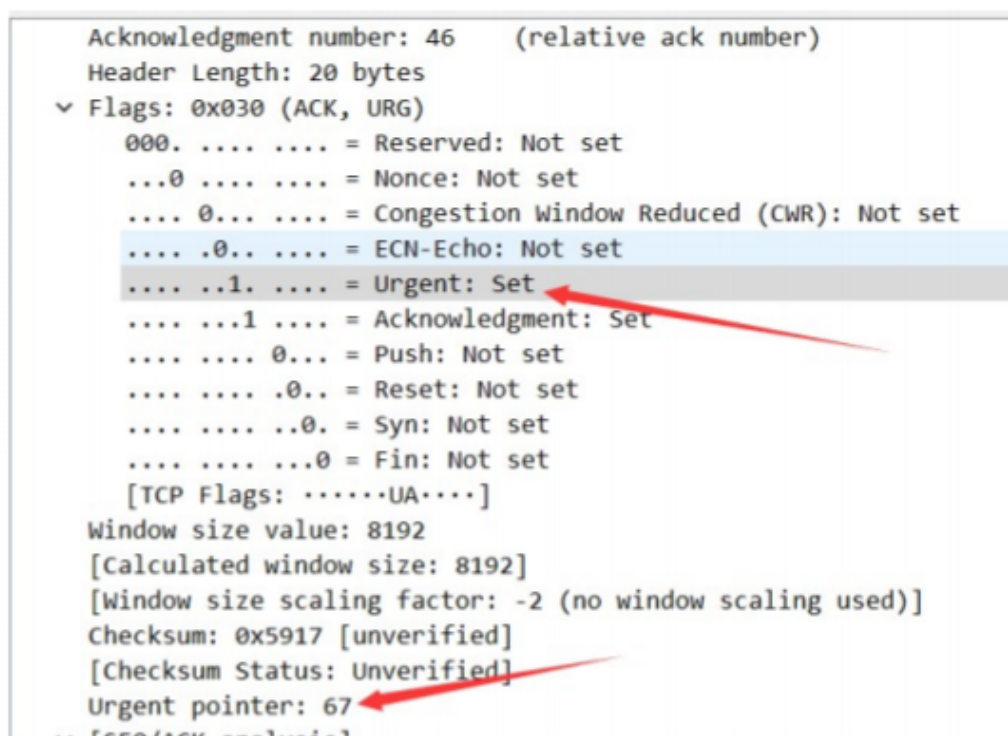 Acknowledgment number: 46    (relative ack number)
Header Length: 20 bytes
Flags: 0x030 (ACK, URG)
000. .... .... = Reserved: Not set
...0 .... .... = Nonce: Not set
.... 0... .... = Congestion Window Reduced (CWR): Not set
.... .0.. .... = ECN-Echo: Not set
.... ..1. .... = Urgent: Set
.... ...1 .... = Acknowledgment: Set
.... .... 0... = Push: Not set
.... .... .0.. = Reset: Not set
.... .... ..0. = Syn: Not set
.... .... ...0 = Fin: Not set
[TCP Flags: ······UA····]
Window size value: 8192
[Calculated window size: 8192]
[Window size scaling factor: -2 (no window scaling used)]
Checksum: 0x5917 [unverified]
[Checksum Status: Unverified]
Urgent pointer: 67